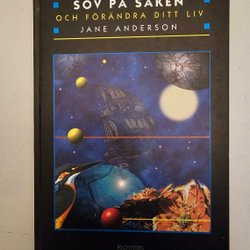 SOV PÅ SAKEN
OCH FÖRÄNDRA DITT LIV
JANE ANDERSON